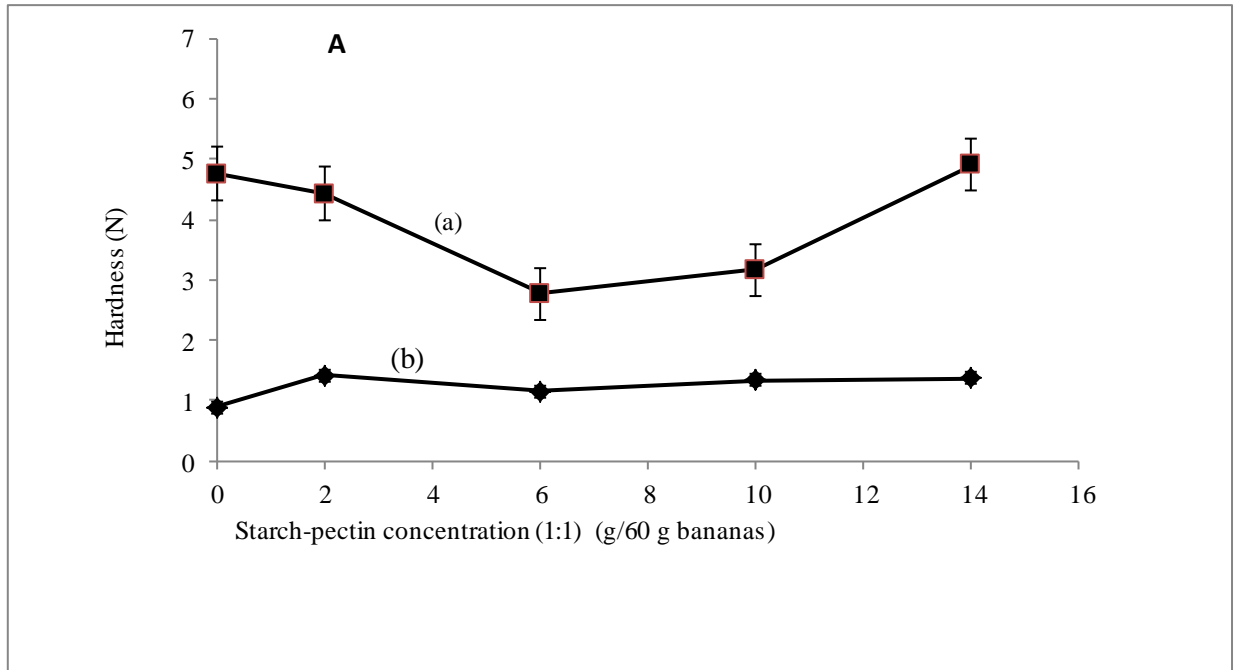 A
7
6
5
4
3
2
1
0
Hardness (N)
(a)
(b)
0 2 4 6 8 10 12 14 16
Starch-pectin concentration (1:1) (g/60 g bananas)